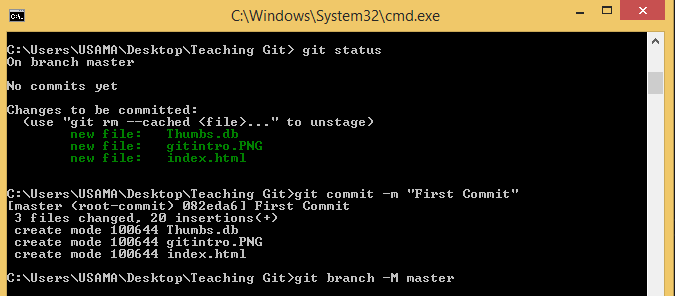 C:\Windows\System32\cmd.exe
C:\Users\USAMA\Desktop\Teaching Git> git status
On branch master
No commits yet
Changes to be committed:
  (use "git rm --cached <file>..." to unstage)
        new file:   Thumbs.db
        new file:   gitintro.PNG
        new file:   index.html
C:\Users\USAMA\Desktop\Teaching Git>git commit -m "First Commit"
[master (root-commit) 082eda6] First Commit
 3 files changed, 20 insertions(+)
 create mode 100644 Thumbs.db
 create mode 100644 gitintro.PNG
 create mode 100644 index.html
C:\Users\USAMA\Desktop\Teaching Git>git branch -M master